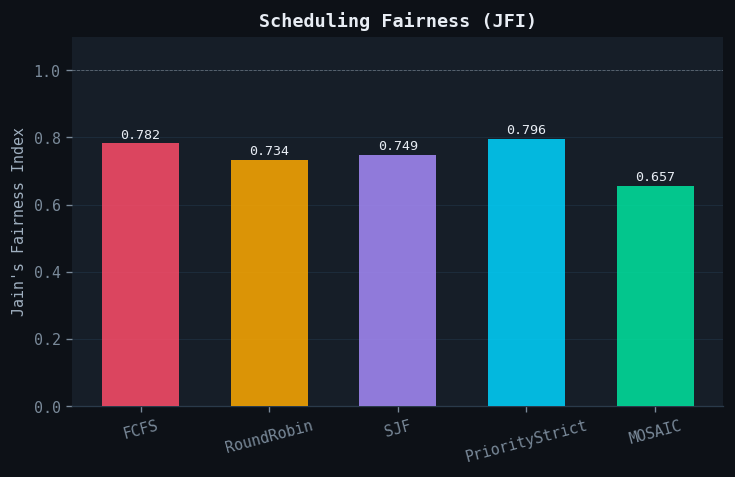 Scheduling Fairness (JFI)
Jain's Fairness Index
1.0
0.8
0.6
0.4
0.2
0.0
0.782
0.734
0.749
0.796
0.657
FCFS
RoundRobin
SJF
PriorityStrict
MOSAIC